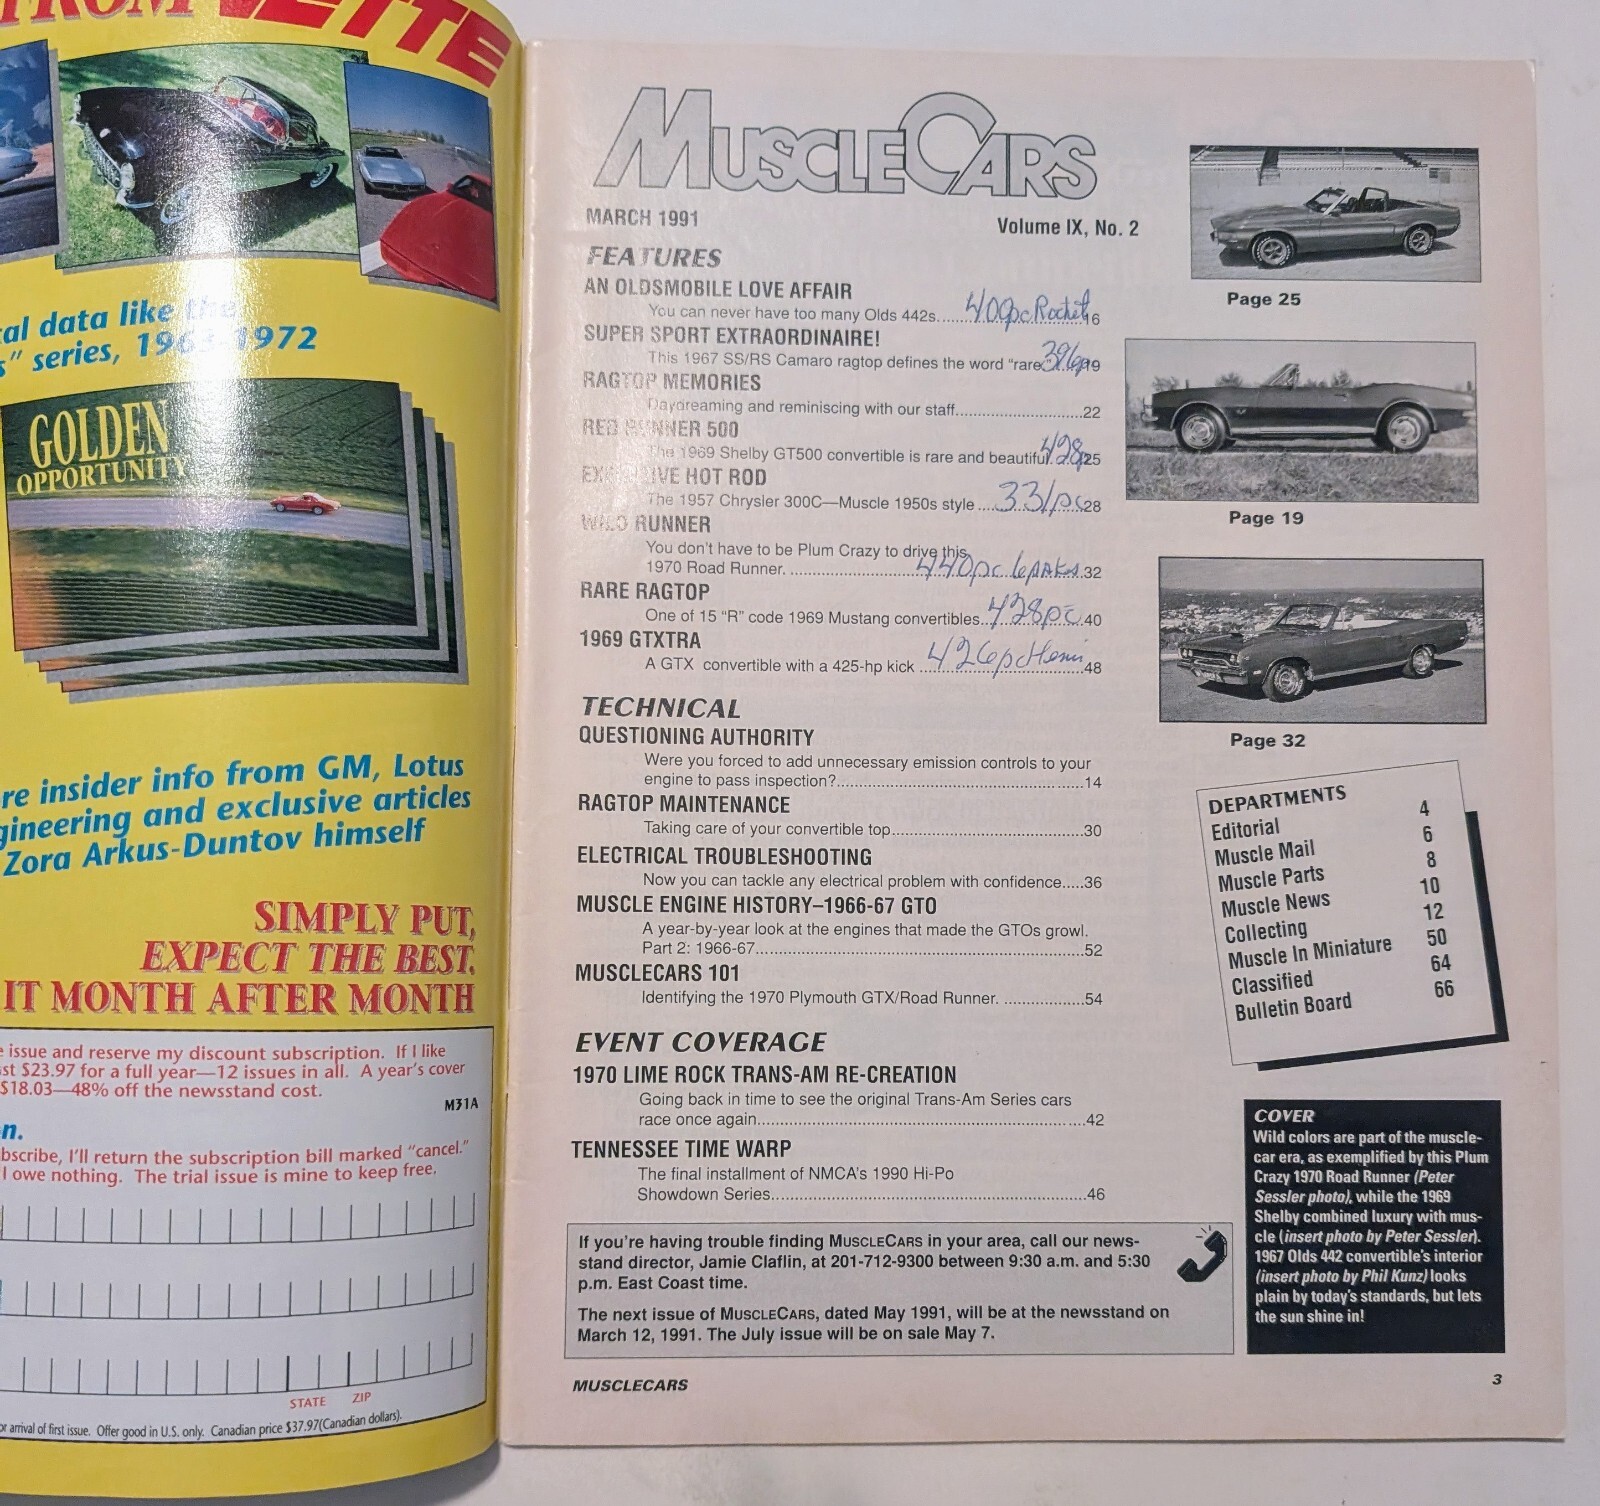 FROM VETTE
GOLDEN
OPPORTUNITY
al data like the
s" series, 1963-1972
re insider info from GM, Lotus
gineering and exclusive articles
Zora Arkus-Duntov himself
SIMPLY PUT,
EXPECT THE BEST.
IT MONTH AFTER MONTH
e issue and reserve my discount subscription. If I like
st $23.97 for a full year—12 issues in all. A year's cover
$18.03—48% off the newsstand cost.
M31A
n.
bscribe, I'll return the subscription bill marked "cancel."
I owe nothing. The trial issue is mine to keep free.
STATE ZIP
or arrival of first issue. Offer good in U.S. only. Canadian price $37.97(Canadian dollars).
MUSCLECARS
MARCH 1991
Volume IX, No. 2
FEATURES
AN OLDSMOBILE LOVE AFFAIR
You can never have too many Olds 442s. 400pc Rocket 16
SUPER SPORT EXTRAORDINAIRE!
This 1967 SS/RS Camaro ragtop defines the word "rare" 396pc 19
RAGTOP MEMORIES
Daydreaming and reminiscing with our staff................................22
RED RUNNER 500
The 1969 Shelby GT500 convertible is rare and beautiful. 428pc 25
EXPLOSIVE HOT ROD
The 1957 Chrysler 300C—Muscle 1950s style .... 331pc 28
WILD RUNNER
You don't have to be Plum Crazy to drive this
1970 Road Runner. ........ 440pc 6packs 32
RARE RAGTOP
One of 15 "R" code 1969 Mustang convertibles.. 428pc 40
1969 GTXTRA
A GTX convertible with a 425-hp kick ... 426pc Hemi 48
TECHNICAL
QUESTIONING AUTHORITY
Were you forced to add unnecessary emission controls to your
engine to pass inspection?................................14
RAGTOP MAINTENANCE
Taking care of your convertible top................................30
ELECTRICAL TROUBLESHOOTING
Now you can tackle any electrical problem with confidence.....36
MUSCLE ENGINE HISTORY–1966-67 GTO
A year-by-year look at the engines that made the GTOs growl.
Part 2: 1966-67................................52
MUSCLECARS 101
Identifying the 1970 Plymouth GTX/Road Runner. ....................54
EVENT COVERAGE
1970 LIME ROCK TRANS-AM RE-CREATION
Going back in time to see the original Trans-Am Series cars
race once again................................42
TENNESSEE TIME WARP
The final installment of NMCA's 1990 Hi-Po
Showdown Series................................46
If you're having trouble finding MUSCLECARS in your area, call our news-
stand director, Jamie Claflin, at 201-712-9300 between 9:30 a.m. and 5:30
p.m. East Coast time.
The next issue of MUSCLECARS, dated May 1991, will be at the newsstand on
March 12, 1991. The July issue will be on sale May 7.
Page 25
Page 19
Page 32
DEPARTMENTS
Editorial 4
Muscle Mail 6
Muscle Parts 8
Muscle News 10
Collecting 12
Muscle In Miniature 50
Classified 64
Bulletin Board 66
COVER
Wild colors are part of the muscle-
car era, as exemplified by this Plum
Crazy 1970 Road Runner (Peter
Sessler photo), while the 1969
Shelby combined luxury with mus-
cle (insert photo by Peter Sessler).
1967 Olds 442 convertible's interior
(insert photo by Phil Kunz) looks
plain by today's standards, but lets
the sun shine in!
MUSCLECARS
3